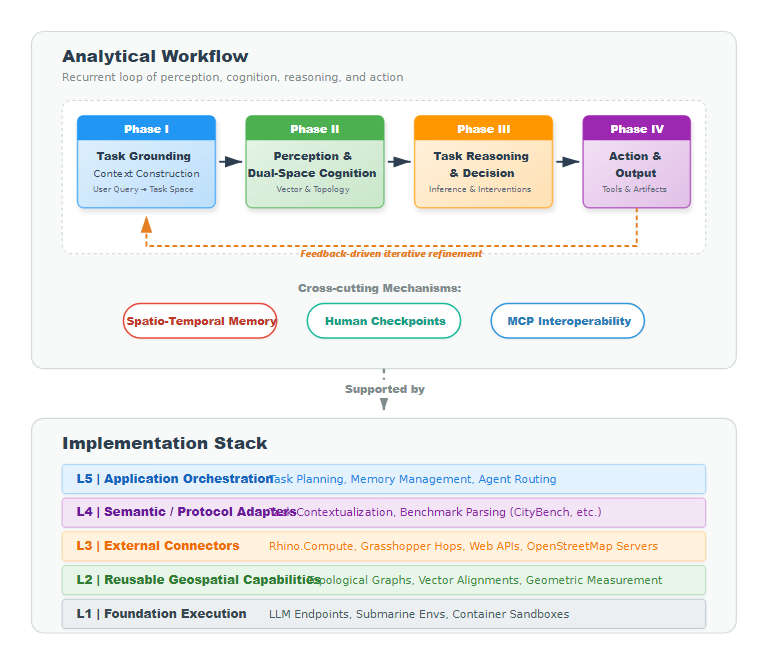 Analytical Workflow
Recurrent loop of perception, cognition, reasoning, and action
Phase I
Task Grounding
Context Construction
User Query → Task Space
Phase II
Perception &
Dual-Space Cognition
Vector & Topology
Phase III
Task Reasoning
& Decision
Inference & Interventions
Phase IV
Action &
Output
Tools & Artifacts
Feedback-driven iterative refinement
Cross-cutting Mechanisms:
Spatio-Temporal Memory
Human Checkpoints
MCP Interoperability
Supported by
Implementation Stack
L5 | Application Orchestration Task Planning, Memory Management, Agent Routing
L4 | Semantic / Protocol Adapters Contextualization, Benchmark Parsing (CityBench, etc.)
L3 | External Connectors Rhino.Compute, Grasshopper Hops, Web APIs, OpenStreetMap Servers
L2 | Reusable Geospatial Capabilities Topological Graphs, Vector Alignments, Geometric Measurement
L1 | Foundation Execution LLM Endpoints, Submarine Envs, Container Sandboxes